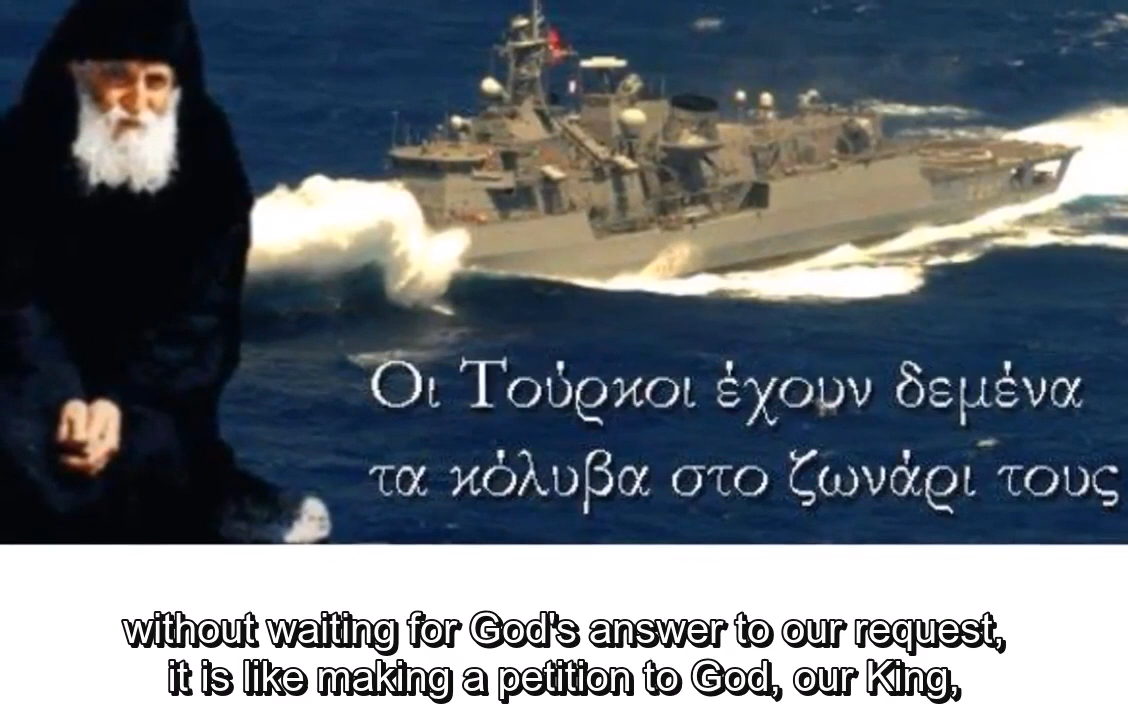 Οι Τούρκοι έχουν δεμένα
τα κόλυβα στο ζωνάρι τους
without waiting for God's answer to our request,
it is like making a petition to God, our King,